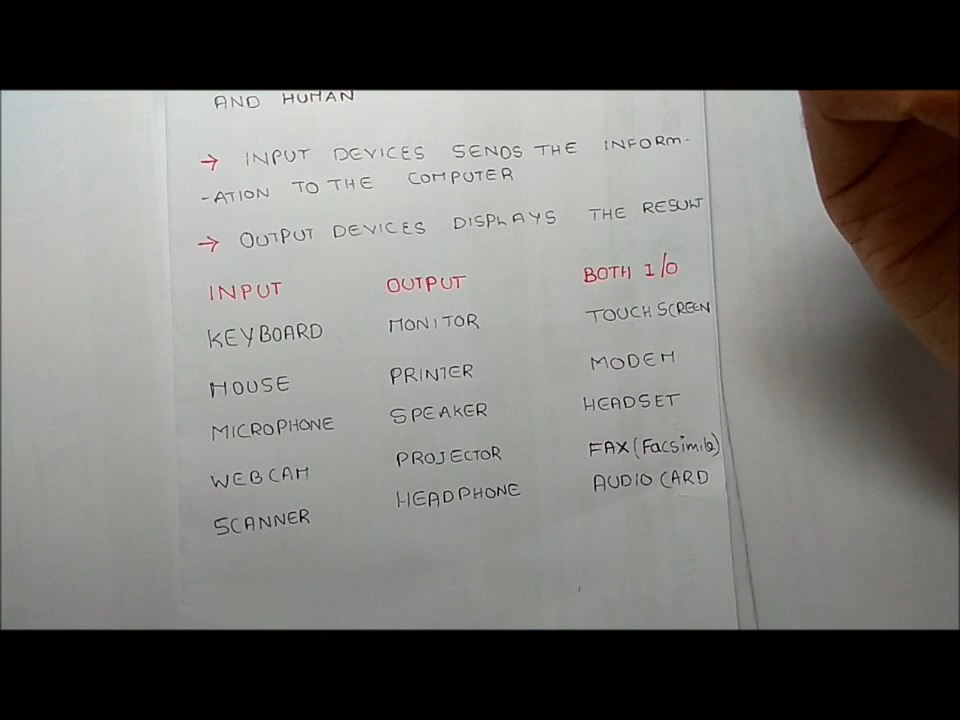 AND HUMAN
→ INPUT DEVICES SENDS THE INFORM-
-ATION TO THE COMPUTER
→ OUTPUT DEVICES DISPLAYS THE RESULT
INPUT OUTPUT BOTH I/O
KEYBOARD MONITOR TOUCH SCREEN
MOUSE PRINTER MODEM
MICROPHONE SPEAKER HEADSET
WEBCAM PROJECTOR FAX (Facsimile)
SCANNER HEADPHONE AUDIO CARD